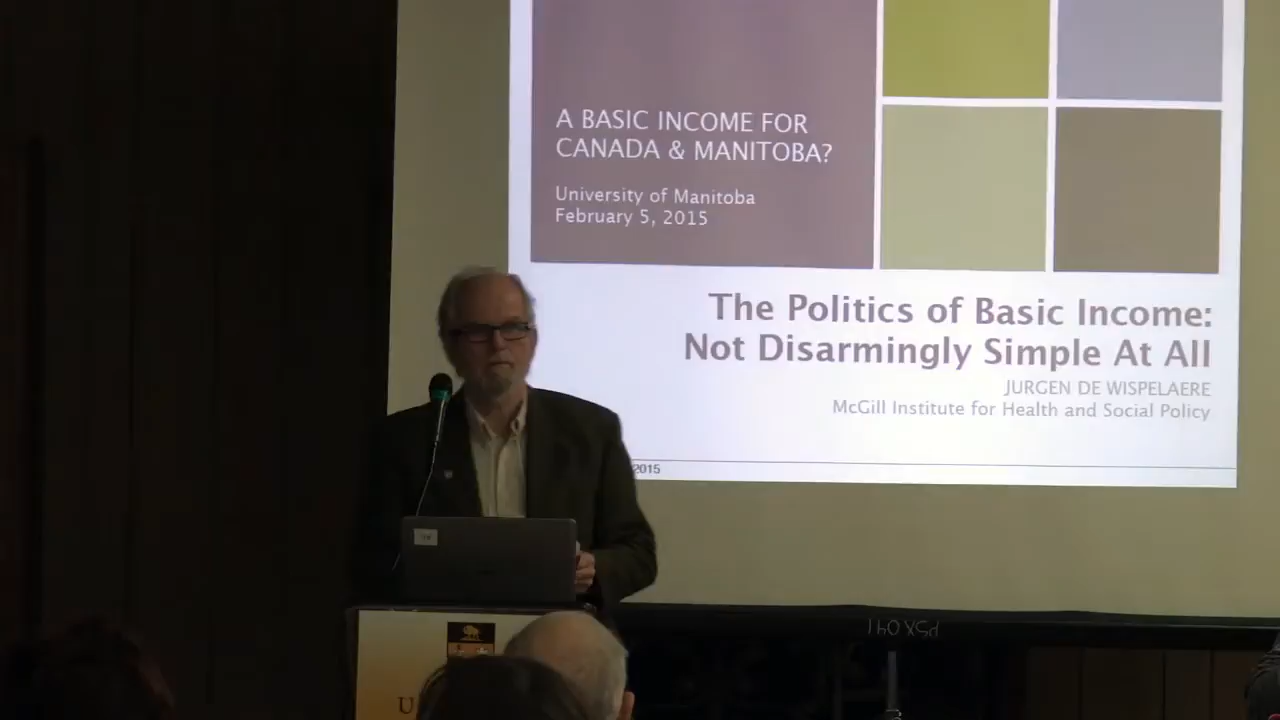 A BASIC INCOME FOR
CANADA & MANITOBA?
University of Manitoba
February 5, 2015
The Politics of Basic Income:
Not Disarmingly Simple At All
JURGEN DE WISPELAERE
McGill Institute for Health and Social Policy
2015
U